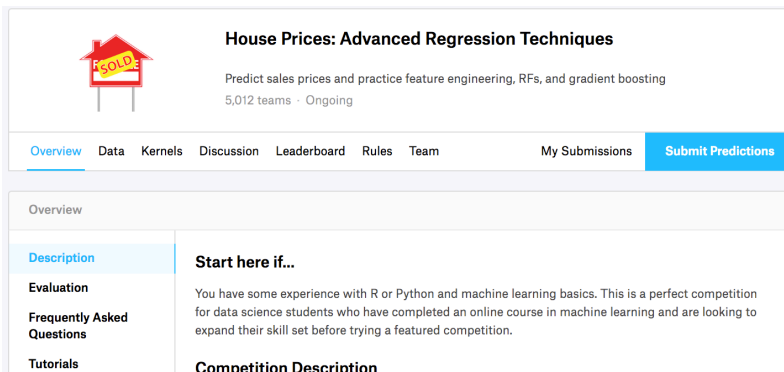 House Prices: Advanced Regression Techniques
SOLD
Predict sales prices and practice feature engineering, RFs, and gradient boosting
5,012 teams · Ongoing
Overview Data Kernels Discussion Leaderboard Rules Team My Submissions Submit Predictions
Overview
Description
Evaluation
Frequently Asked
Questions
Tutorials
Start here if...
You have some experience with R or Python and machine learning basics. This is a perfect competition
for data science students who have completed an online course in machine learning and are looking to
expand their skill set before trying a featured competition.
Competition Description